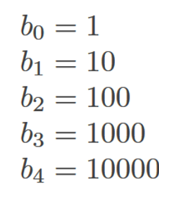 b₀ = 1
b₁ = 10
b₂ = 100
b₃ = 1000
b₄ = 10000